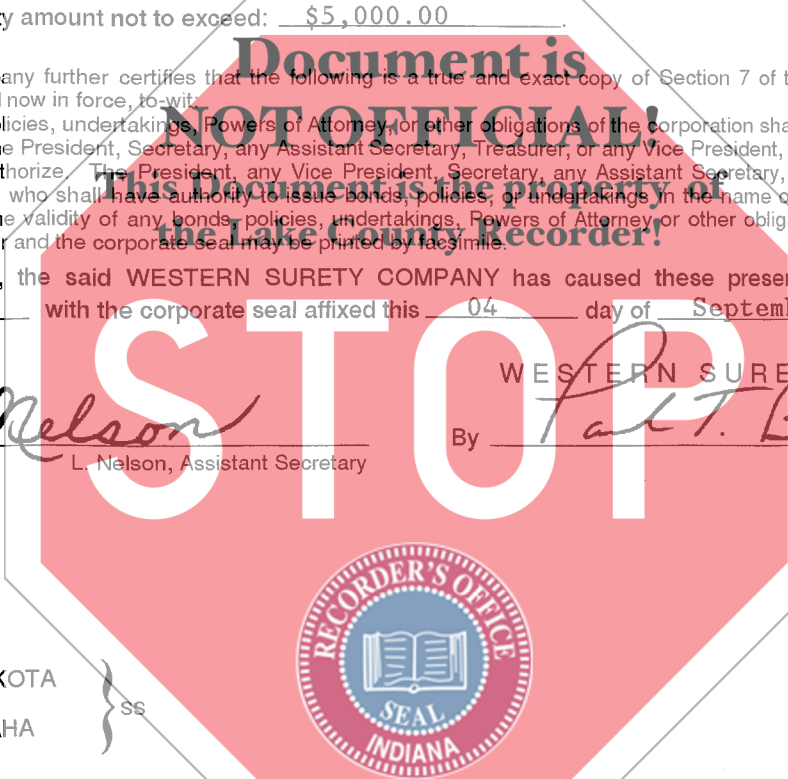 y amount not to exceed: $5,000.00.
Document is
any further certifies that the following is a true and exact copy of Section 7 of t
now in force, to-wit:
NOT OFFICIAL!
licies, undertakings, Powers of Attorney, or other obligations of the corporation sha
e President, Secretary, any Assistant Secretary, Treasurer, or any Vice President,
thorize. The President, any Vice President, Secretary, any Assistant Secretary,
This Document is the property of
who shall have authority to issue bonds, policies, or undertakings in the name o
e validity of any bonds, policies, undertakings, Powers of Attorney or other oblig
the Lake County Recorder!
r and the corporate seal may be printed by facsimile.
, the said WESTERN SURETY COMPANY has caused these presen
with the corporate seal affixed this 04 day of Septem
STOP
WESTERN SURE
Nelson
By Paul T. B
L. Nelson, Assistant Secretary
RECORDER'S OFFICE
SEAL
INDIANA
KOTA
} ss
HA